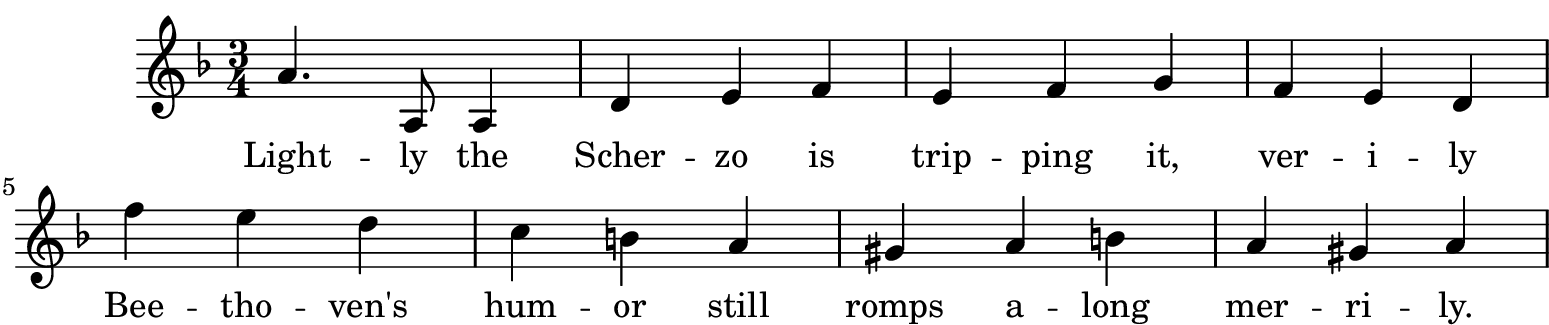 3
4
Light - ly the Scher - zo is trip - ping it, ver - i - ly
5
Bee - tho - ven's hum - or still romps a - long mer - ri - ly.